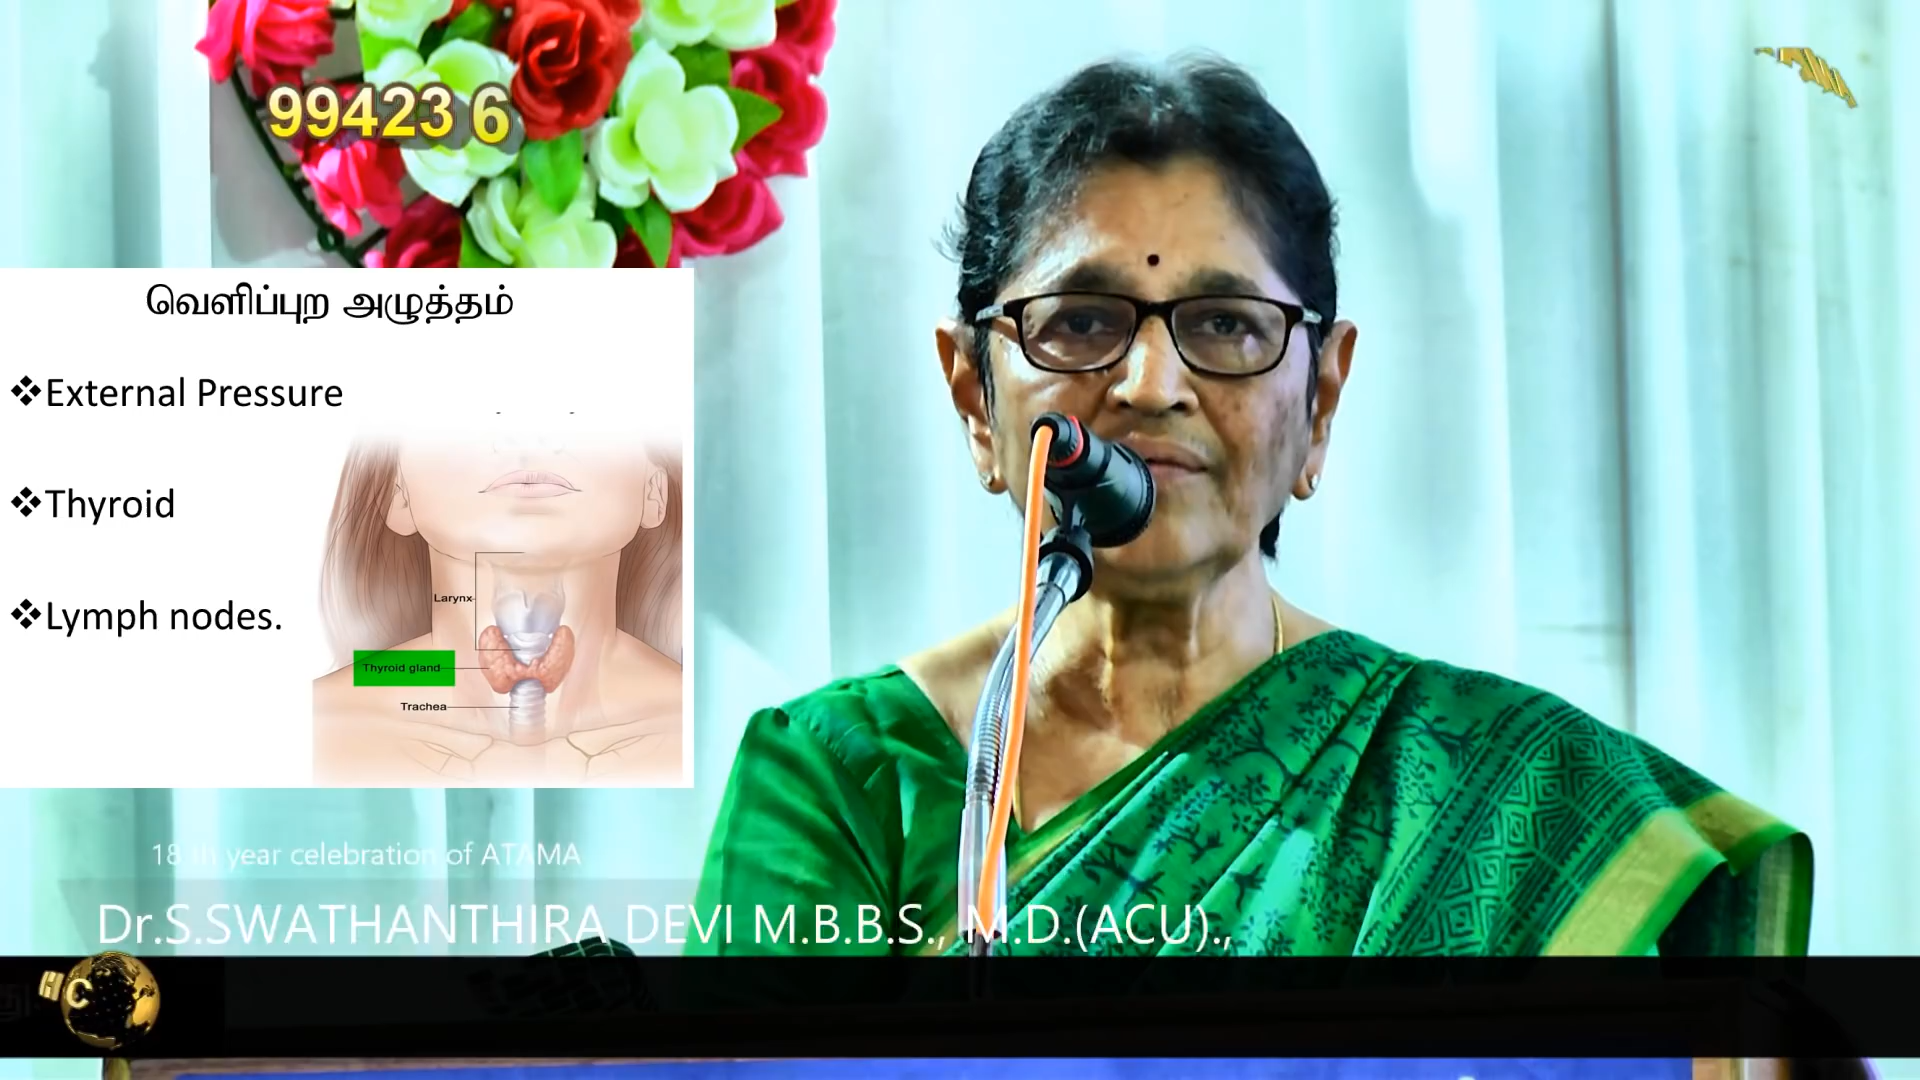 99423 6
வெளிப்புற அழுத்தம்
❖External Pressure
❖Thyroid
❖Lymph nodes.
Larynx
Thyroid gland
Trachea
18 th year celebration of ATAMA
Dr.S.SWATHANTHIRA DEVI M.B.B.S., M.D.(ACU).,
HC